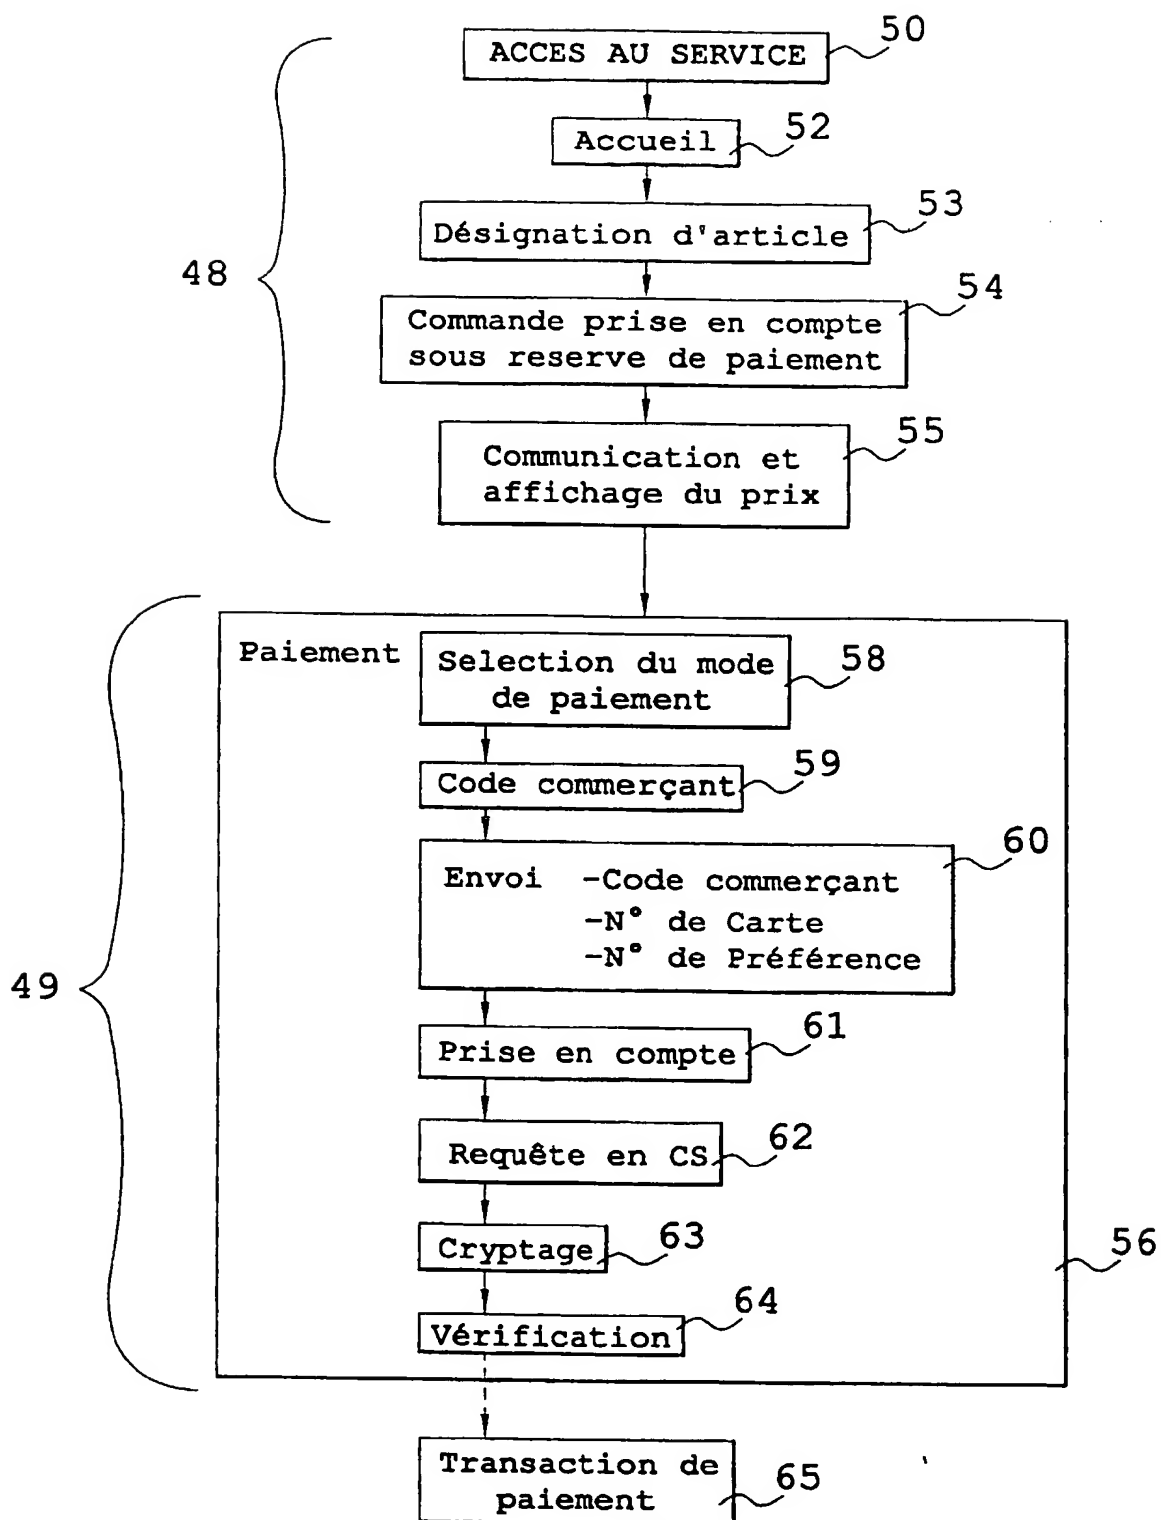 50
ACCES AU SERVICE
52
Accueil
53
Désignation d'article
48
54
Commande prise en compte
sous reserve de paiement
55
Communication et
affichage du prix
Paiement
Selection du mode
de paiement
58
59
Code commerçant
60
Envoi -Code commerçant
-N° de Carte
-N° de Préférence
49
61
Prise en compte
62
Requête en CS
63
Cryptage
56
64
Vérification
Transaction de
paiement
65